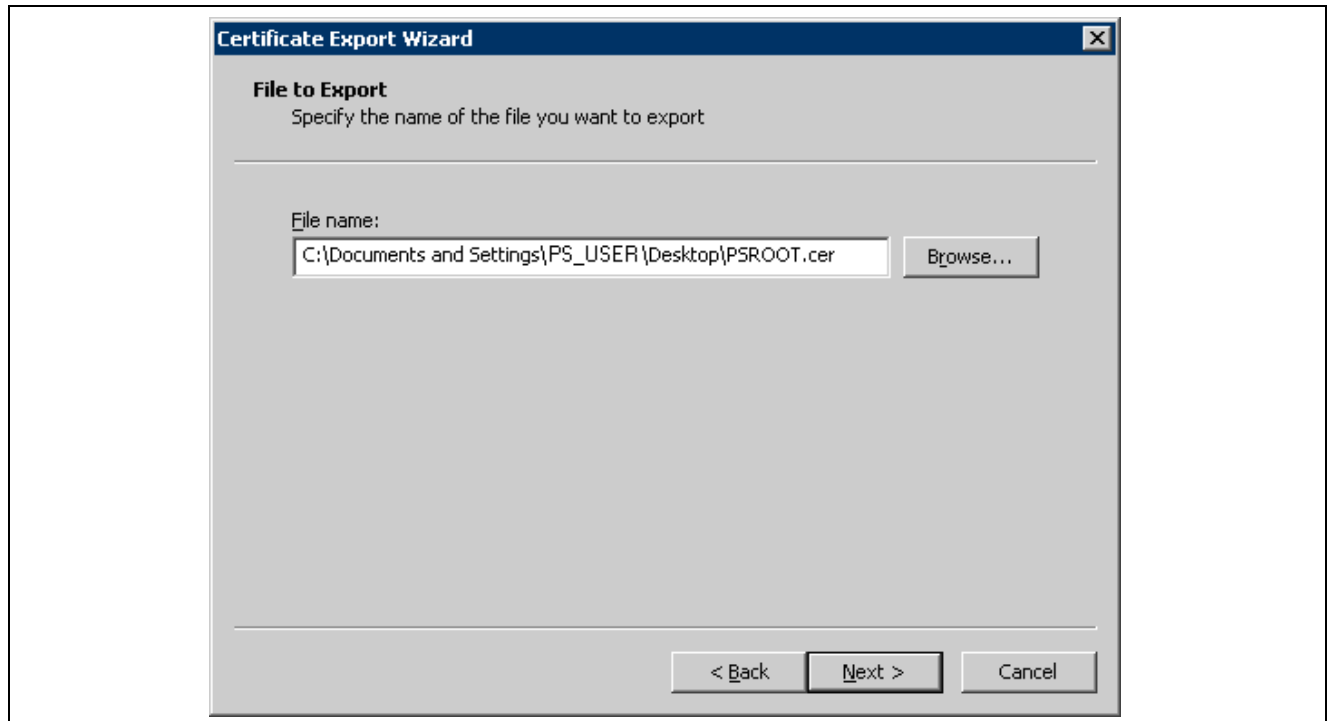 Certificate Export Wizard
File to Export
Specify the name of the file you want to export
File name:
C:\Documents and Settings\PS_USER\Desktop\PSROOT.cer
Browse...
< Back
Next >
Cancel